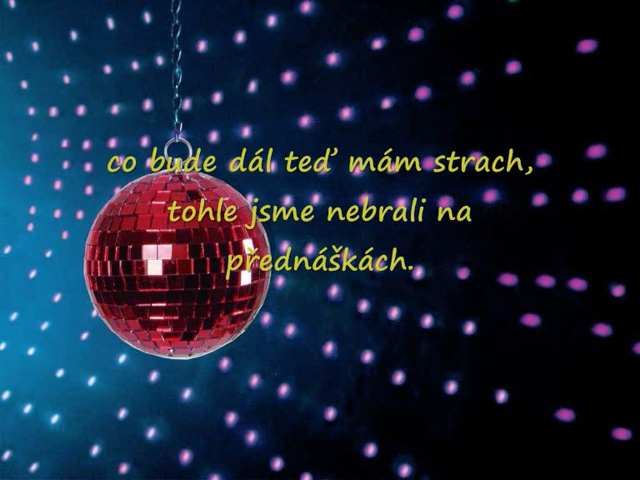 co bude dál teď mám strach,
tohle jsme nebrali na
přednáškách.